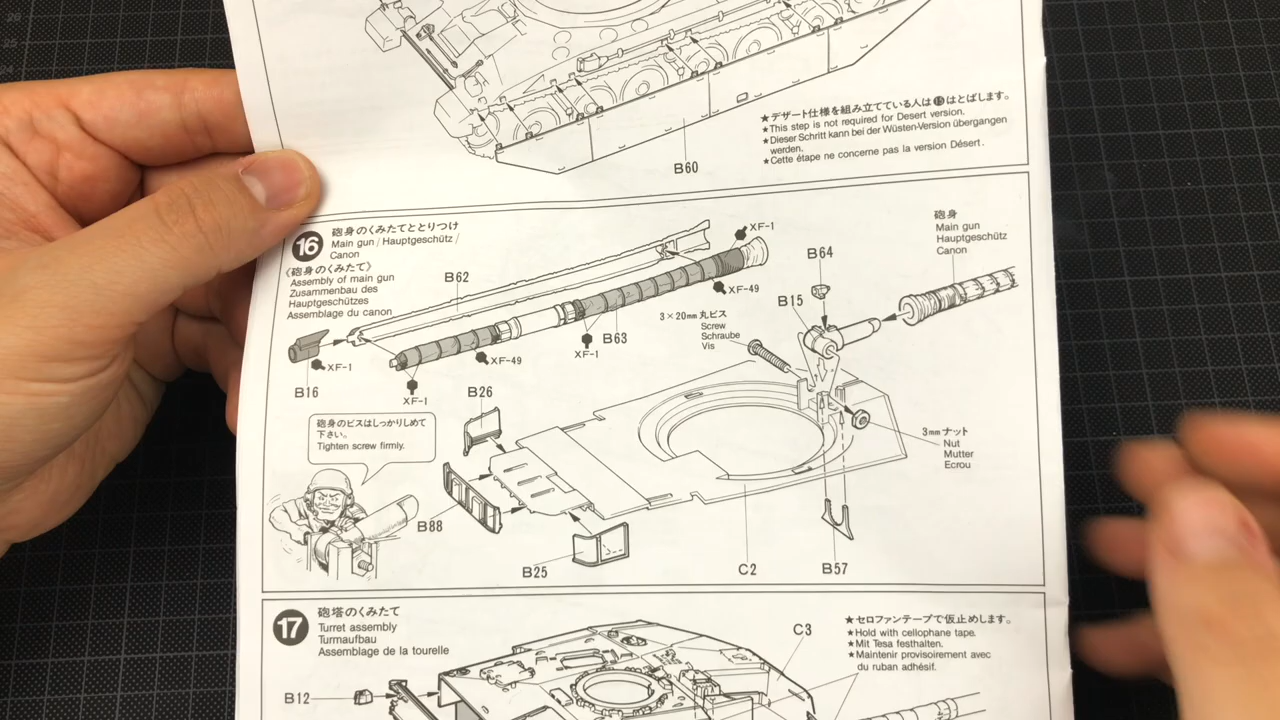 ★デザート仕様を組み立てている人は⓯はとばします。
★This step is not required for Desert version.
★Dieser Schritt kann bei der Wüsten-Version übergangen
werden.
★Cette étape ne concerne pas la version Désert.
B60
16
砲身のくみたてととりつけ
Main gun / Hauptgeschütz /
Canon
《砲身のくみたて》
Assembly of main gun
Zusammenbau des
Hauptgeschützes
Assemblage du canon
B62
XF-1
XF-49
B63
XF-1
XF-49
XF-1
XF-1
B16
砲身
Main gun
Hauptgeschütz
Canon
B64
B15
3×20mm丸ビス
Screw
Schraube
Vis
B26
砲身のビスはしっかりしめて
下さい。
Tighten screw firmly.
3mmナット
Nut
Mutter
Ecrou
B88
B25
C2
B57
17
砲塔のくみたて
Turret assembly
Turmaufbau
Assemblage de la tourelle
★セロファンテープで仮止めします。
★Hold with cellophane tape.
★Mit Tesa festhalten.
★Maintenir provisoirement avec
du ruban adhésif.
C3
B12